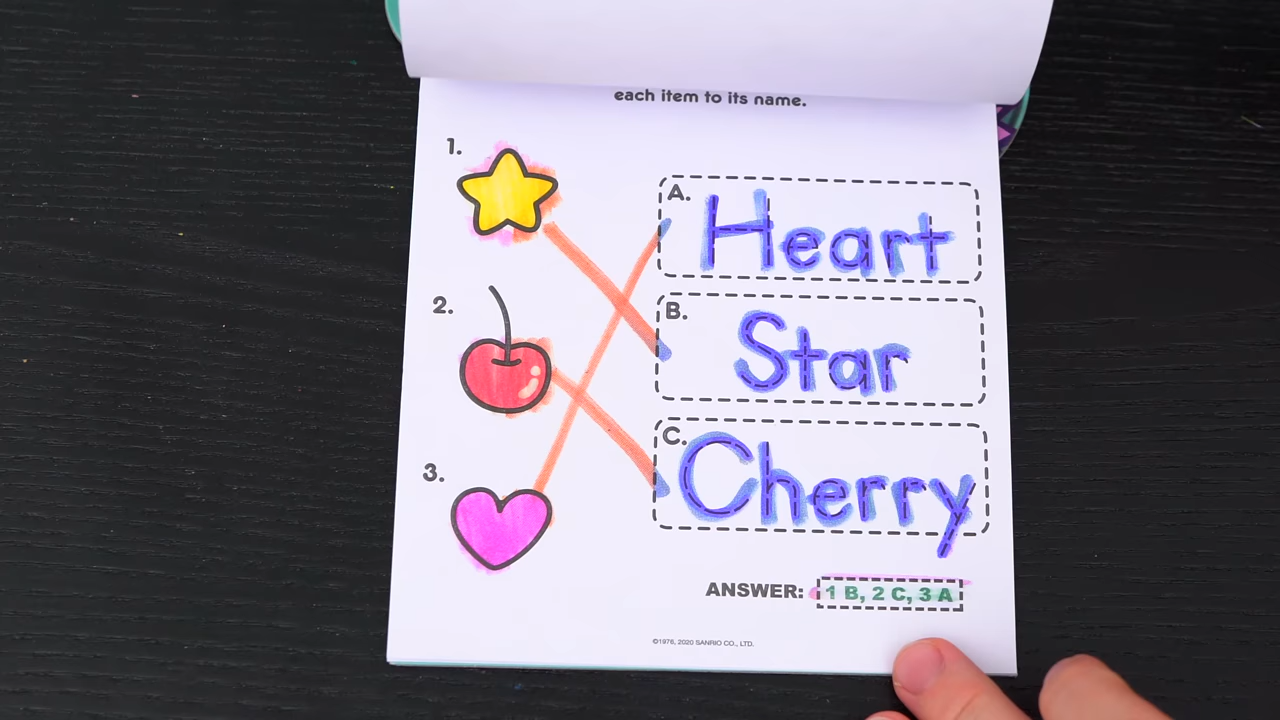 each item to its name.
1.
A. Heart
2.
B. Star
3.
C. Cherry
ANSWER: 1 B, 2 C, 3 A
©1976, 2020 SANRIO CO., LTD.